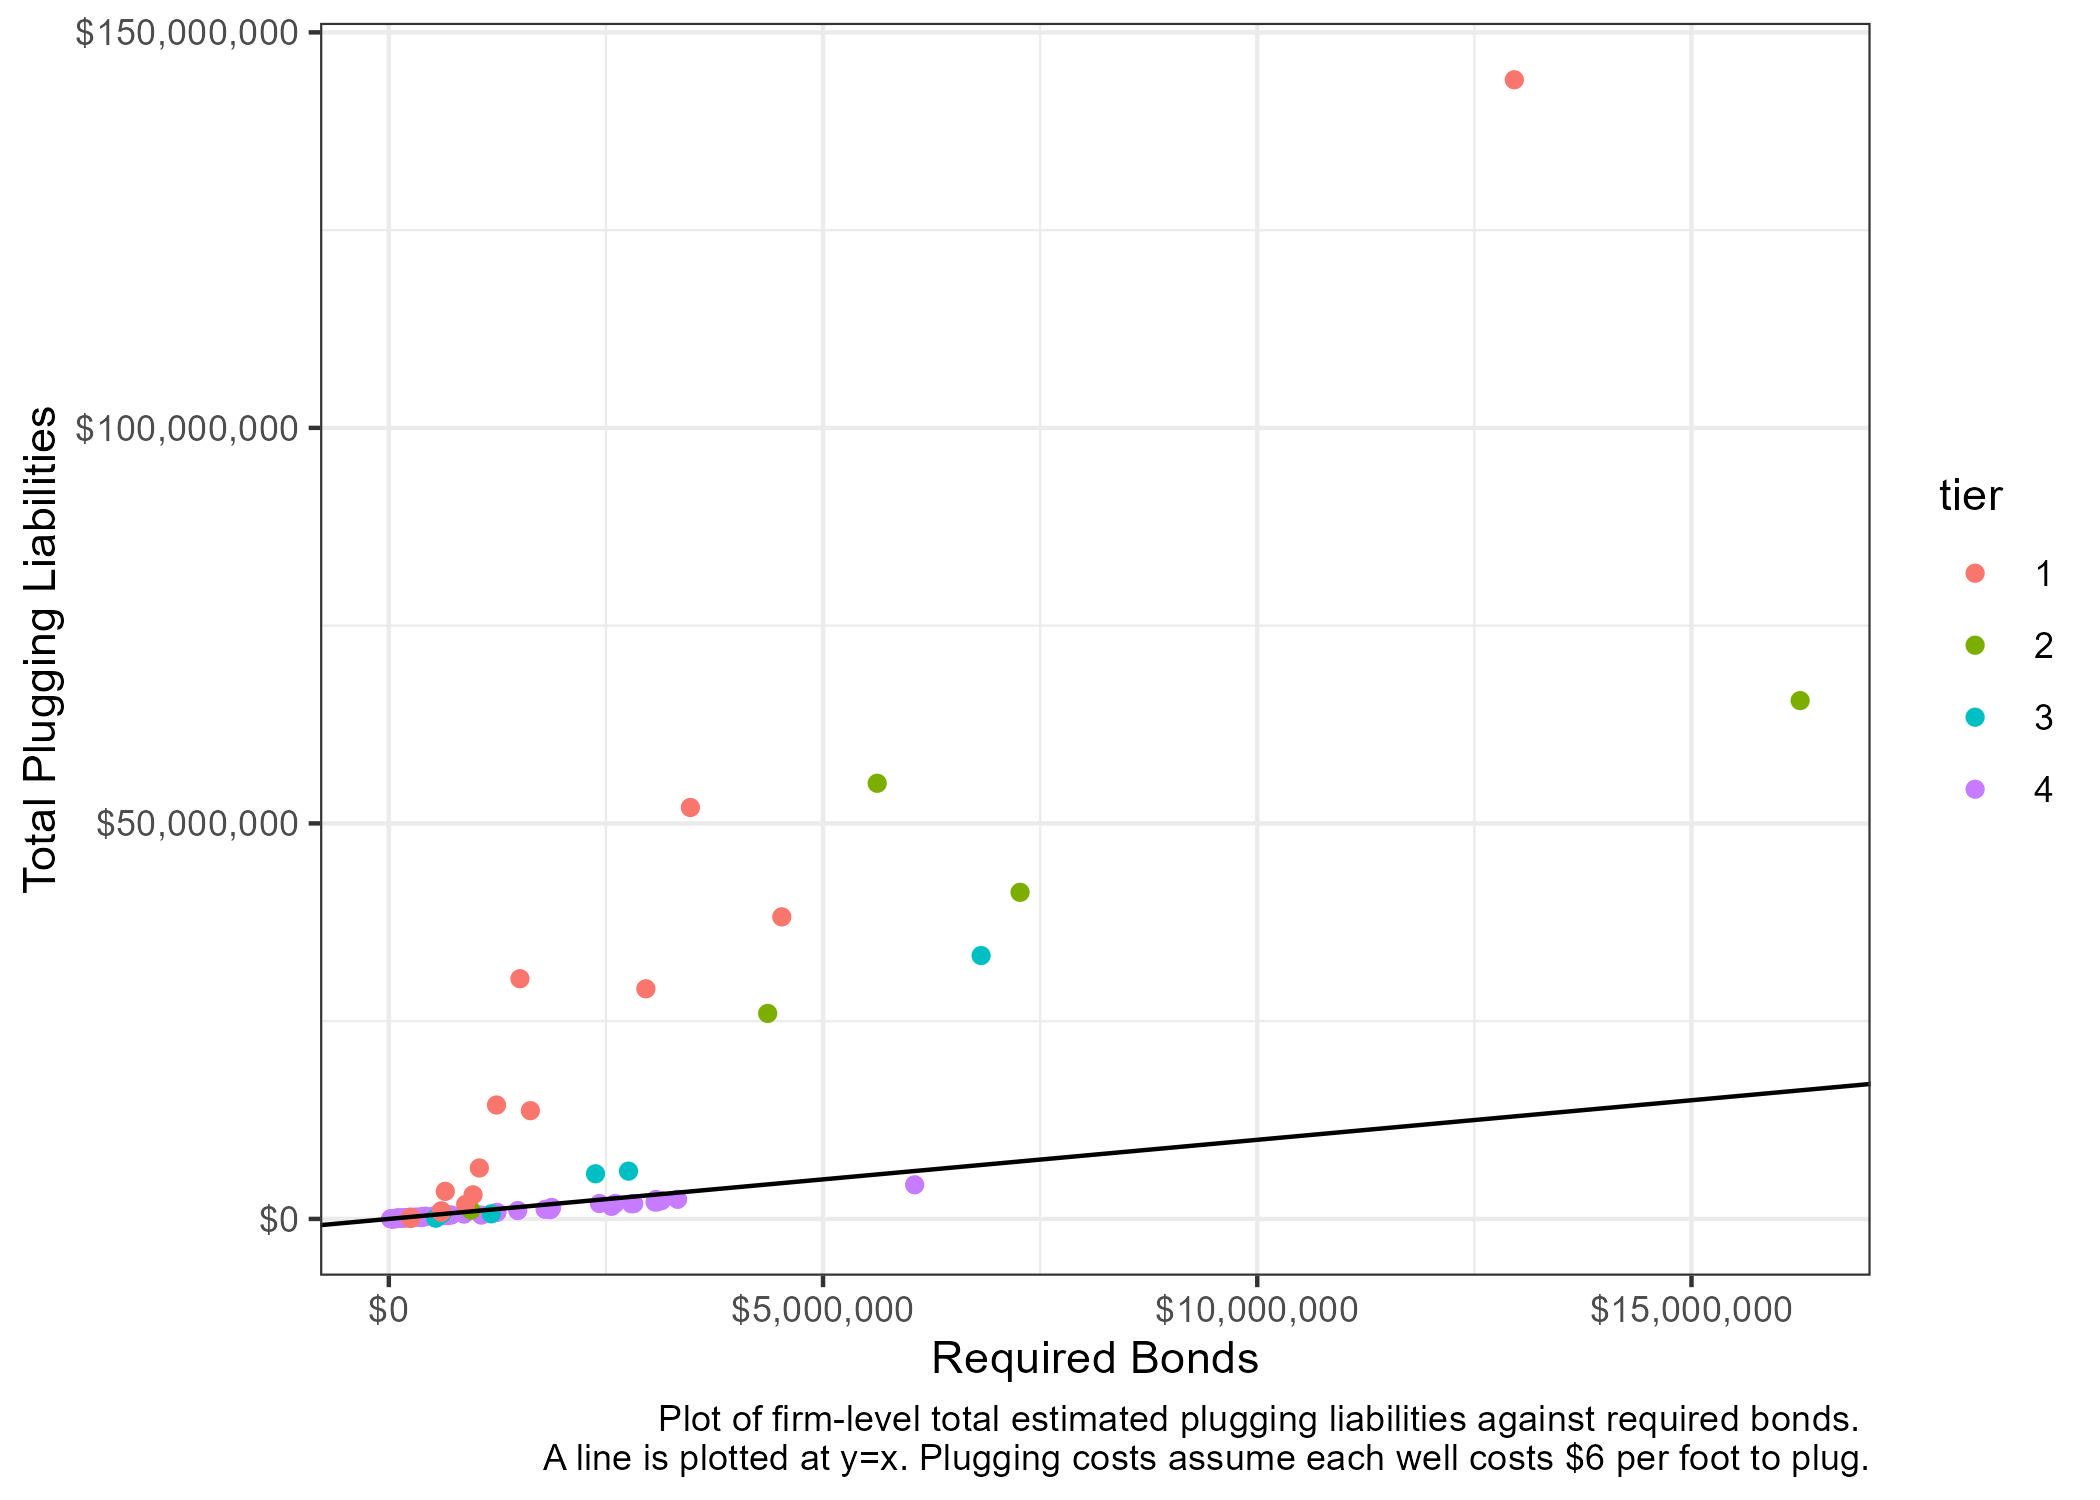 $150,000,000
$100,000,000
$50,000,000
$0
Total Plugging Liabilities
$0
$5,000,000
$10,000,000
$15,000,000
Required Bonds
tier
1
2
3
4
Plot of firm-level total estimated plugging liabilities against required bonds.
A line is plotted at y=x. Plugging costs assume each well costs $6 per foot to plug.